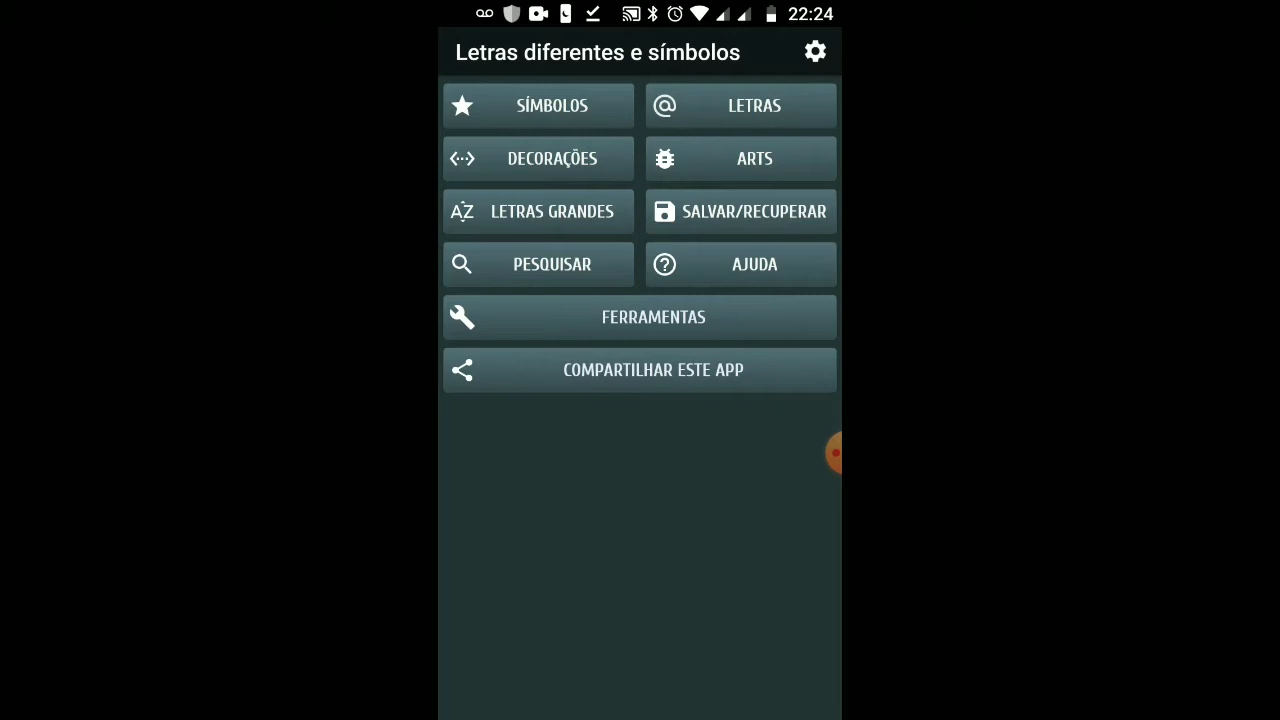 22:24
Letras diferentes e símbolos
SÍMBOLOS
LETRAS
DECORAÇÕES
ARTS
LETRAS GRANDES
SALVAR/RECUPERAR
PESQUISAR
AJUDA
FERRAMENTAS
COMPARTILHAR ESTE APP